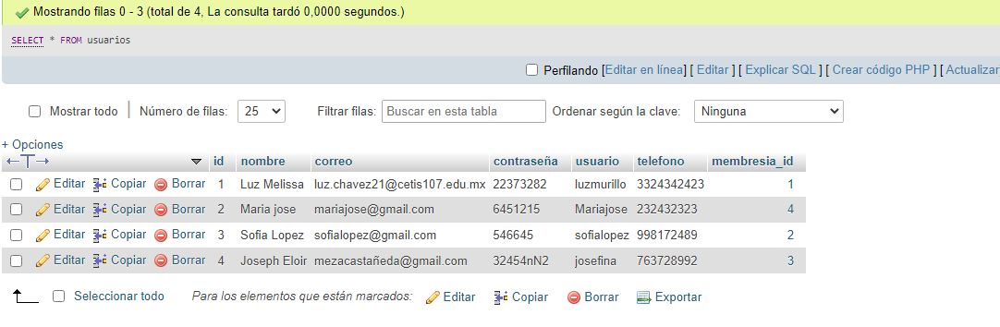 Mostrando filas 0 - 3 (total de 4, La consulta tardó 0,0000 segundos.)
SELECT * FROM usuarios
Perfilando [Editar en línea] [ Editar ] [ Explicar SQL ] [ Crear código PHP ] [ Actualizar
Mostrar todo | Número de filas: 25 Filtrar filas: Buscar en esta tabla Ordenar según la clave: Ninguna
+ Opciones
←T→ id nombre correo contraseña usuario telefono membresia_id
Editar Copiar Borrar 1 Luz Melissa luz.chavez21@cetis107.edu.mx 22373282 luzmurillo 3324342423 1
Editar Copiar Borrar 2 Maria jose mariajose@gmail.com 6451215 Mariajose 232432323 4
Editar Copiar Borrar 3 Sofia Lopez sofialopez@gmail.com 546645 sofialopez 998172489 2
Editar Copiar Borrar 4 Joseph Eloir mezacastañeda@gmail.com 32454nN2 josefina 763728992 3
Seleccionar todo Para los elementos que están marcados: Editar Copiar Borrar Exportar